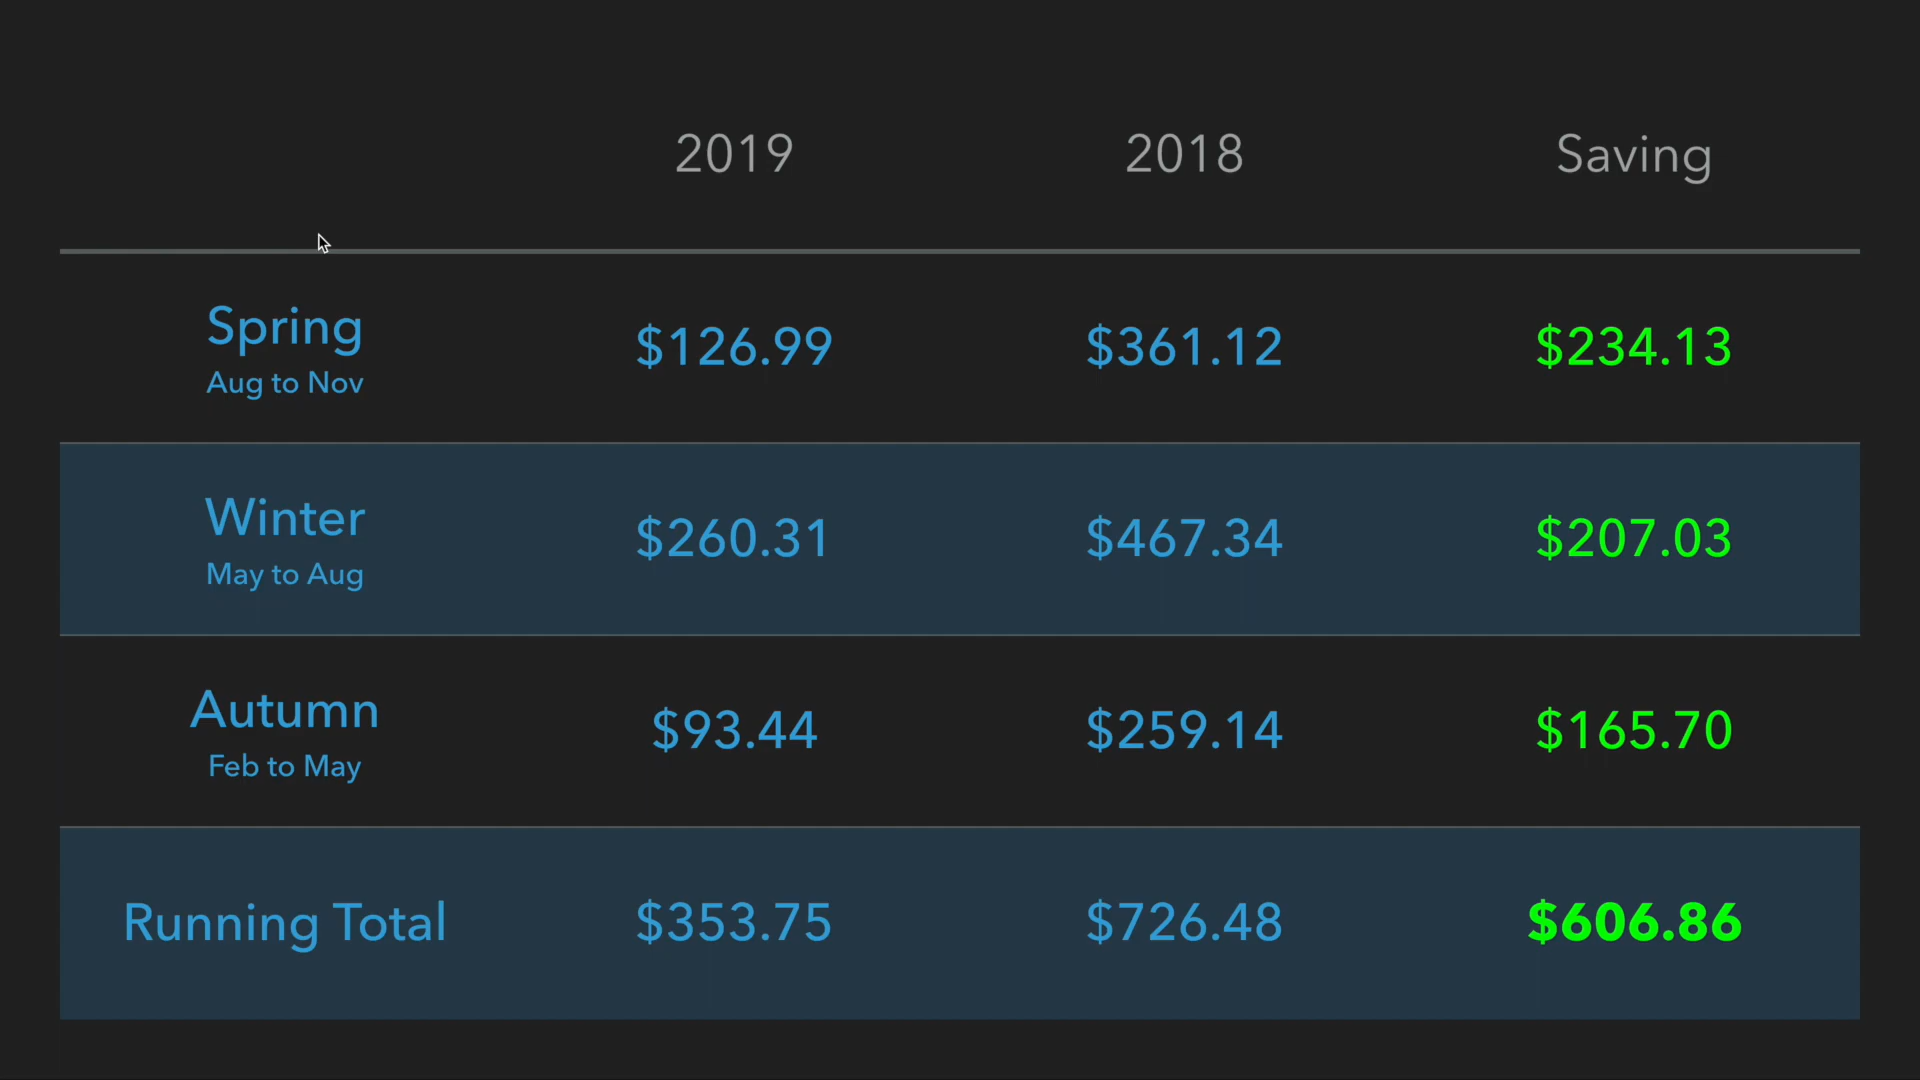 2019 2018 Saving
Spring
Aug to Nov
$126.99 $361.12 $234.13
Winter
May to Aug
$260.31 $467.34 $207.03
Autumn
Feb to May
$93.44 $259.14 $165.70
Running Total $353.75 $726.48 $606.86